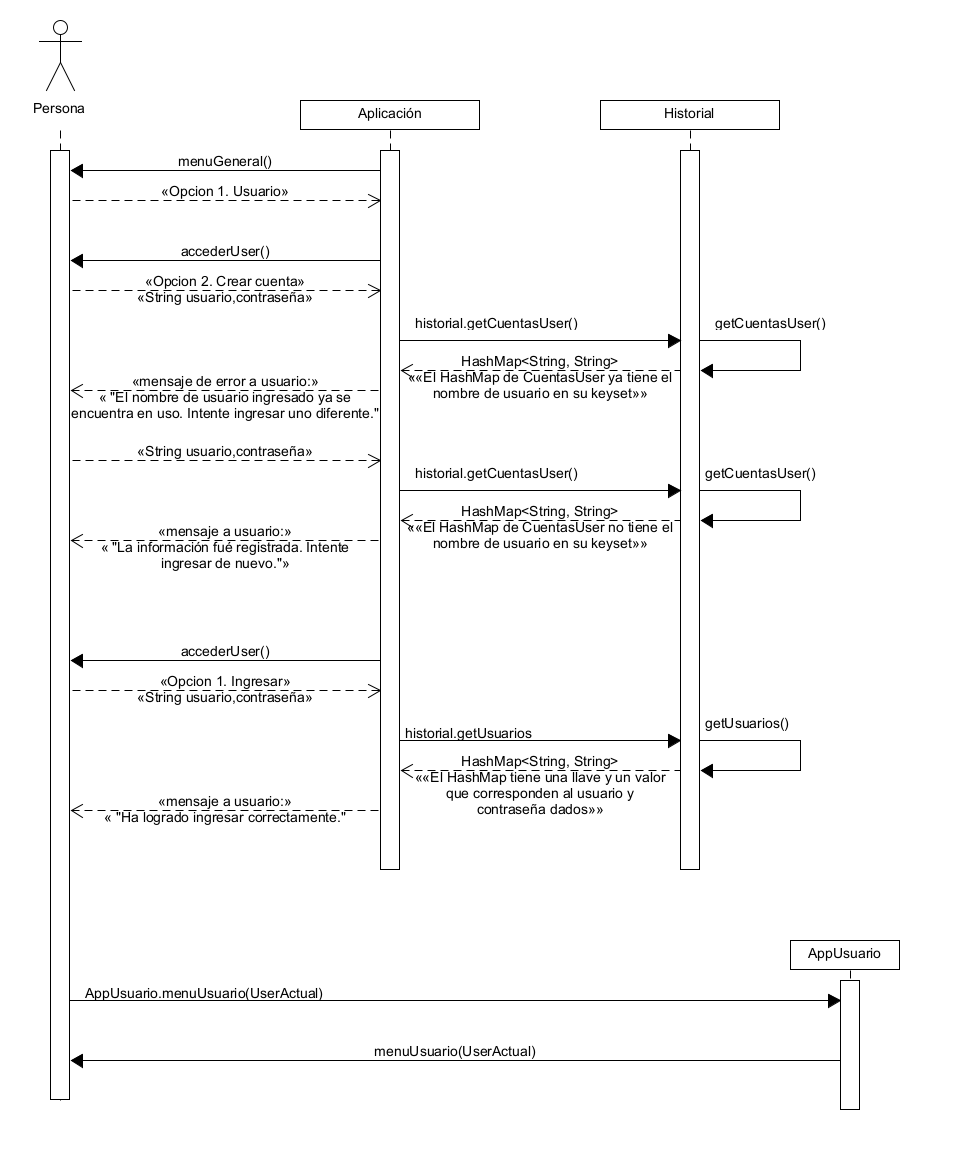 Persona
Aplicación
Historial
menuGeneral()
«Opcion 1. Usuario»
accederUser()
«Opcion 2. Crear cuenta»
«String usuario,contraseña»
historial.getCuentasUser()
getCuentasUser()
HashMap<String, String>
««El HashMap de CuentasUser ya tiene el
nombre de usuario en su keyset»»
«mensaje de error a usuario:»
« "El nombre de usuario ingresado ya se
encuentra en uso. Intente ingresar uno diferente."
«String usuario,contraseña»
historial.getCuentasUser()
getCuentasUser()
HashMap<String, String>
««El HashMap de CuentasUser no tiene el
nombre de usuario en su keyset»»
«mensaje a usuario:»
« "La información fué registrada. Intente
ingresar de nuevo."»
accederUser()
«Opcion 1. Ingresar»
«String usuario,contraseña»
historial.getUsuarios
getUsuarios()
HashMap<String, String>
««El HashMap tiene una llave y un valor
que corresponden al usuario y
contraseña dados»»
«mensaje a usuario:»
« "Ha logrado ingresar correctamente."
AppUsuario
AppUsuario.menuUsuario(UserActual)
menuUsuario(UserActual)